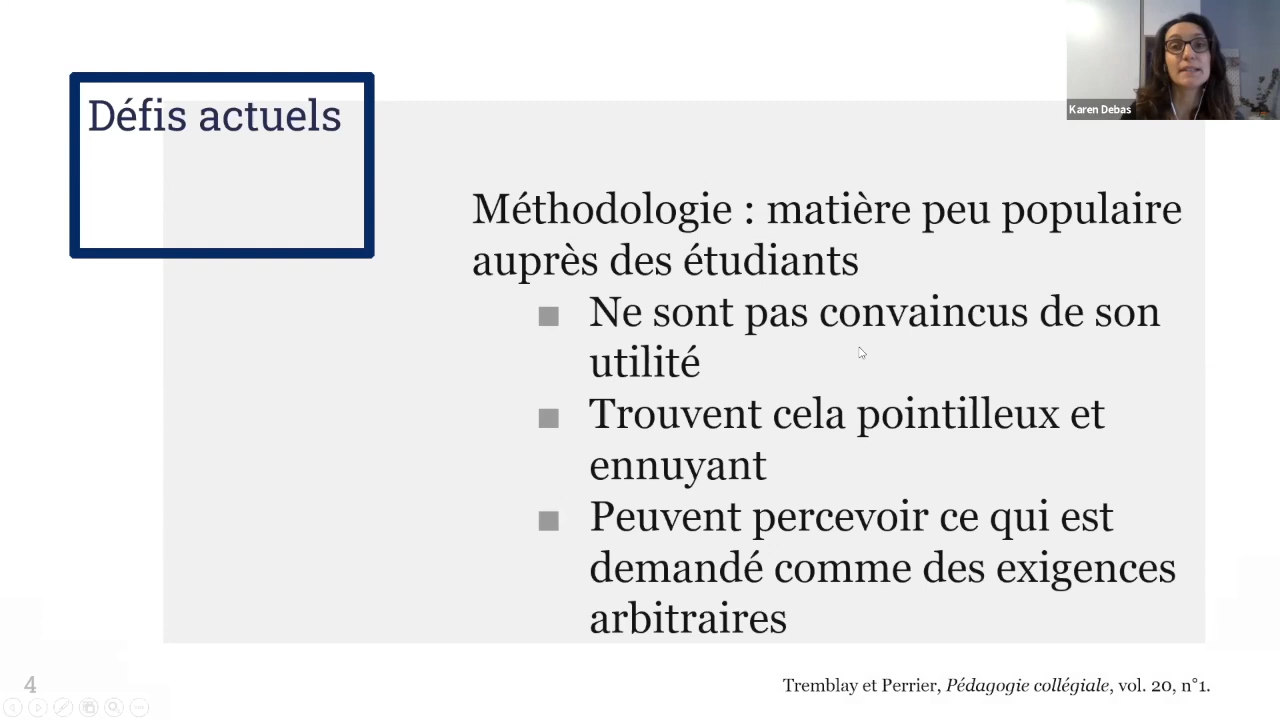 Défis actuels
Karen Debas
Méthodologie : matière peu populaire
auprès des étudiants
■ Ne sont pas convaincus de son
utilité
■ Trouvent cela pointilleux et
ennuyant
■ Peuvent percevoir ce qui est
demandé comme des exigences
arbitraires
4
Tremblay et Perrier, Pédagogie collégiale, vol. 20, n°1.